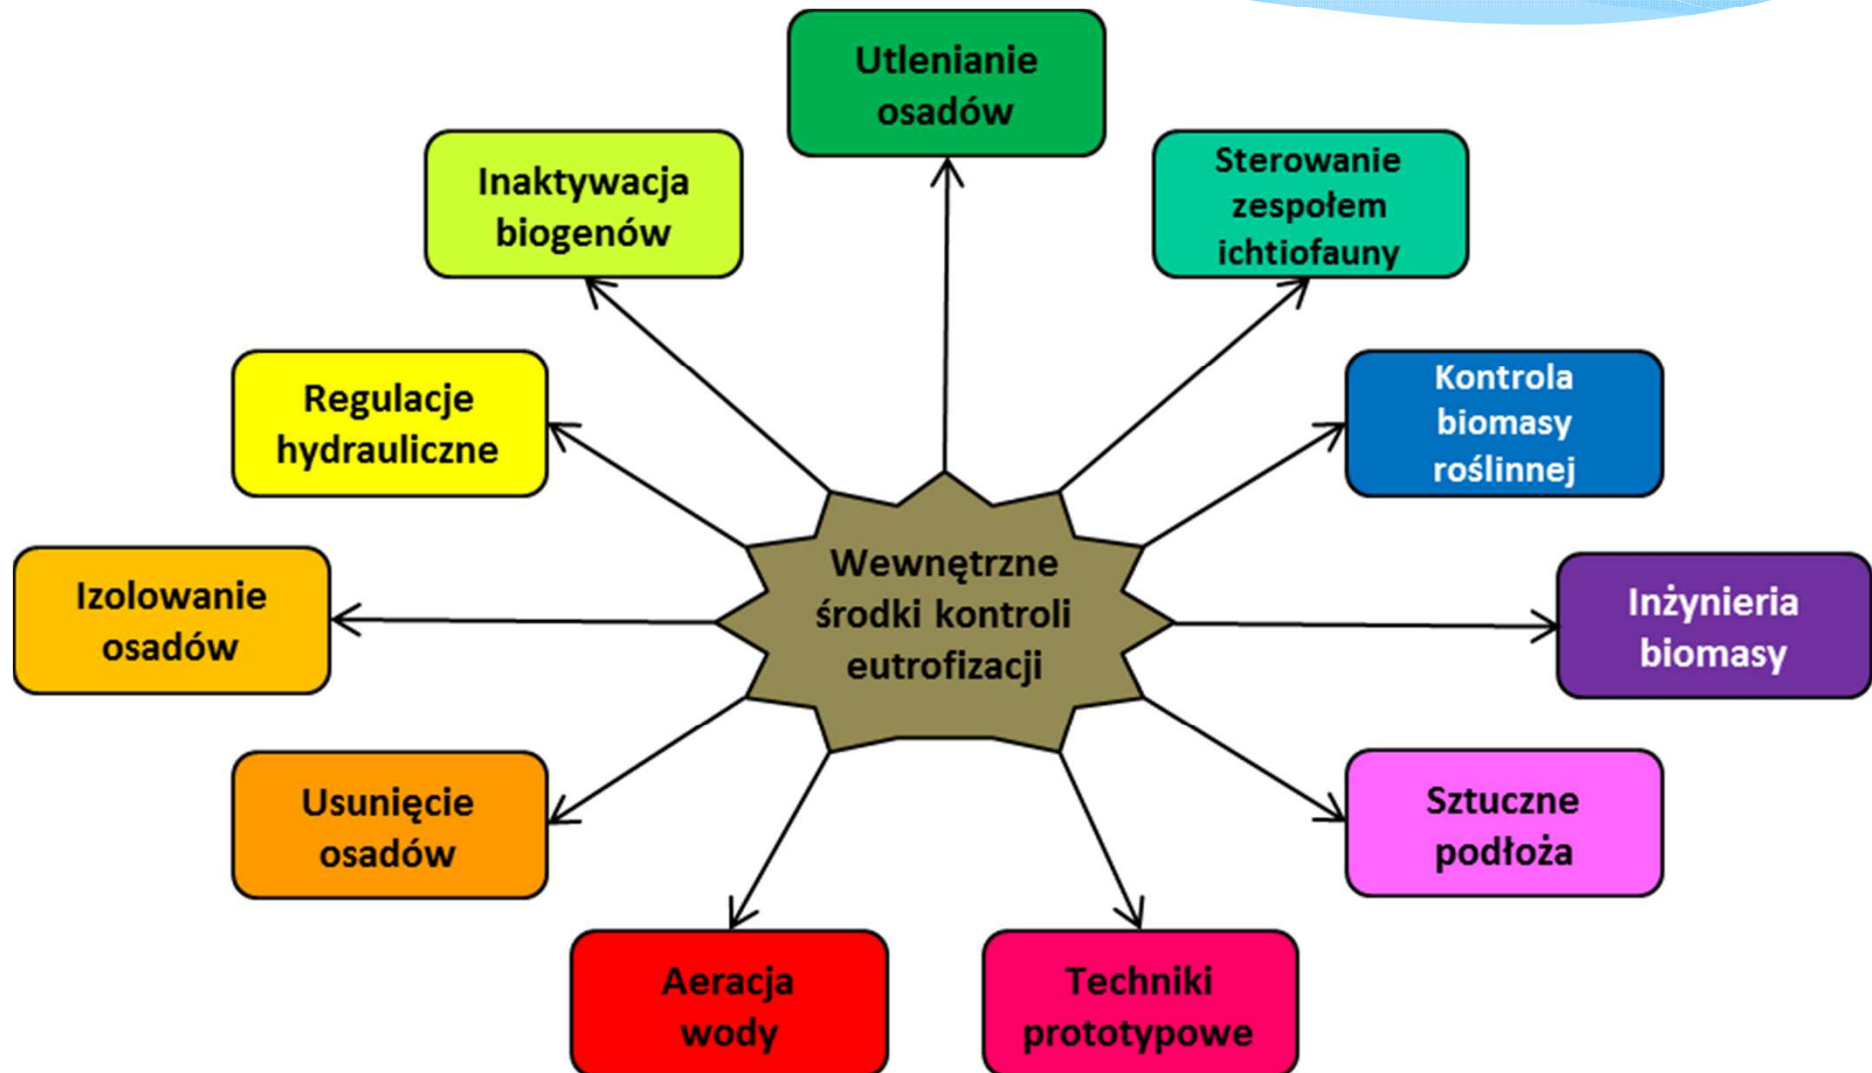 Utlenianie
osadów
Inaktywacja
biogenów
Sterowanie
zespołem
ichtiofauny
Regulacje
hydrauliczne
Kontrola
biomasy
roślinnej
Wewnętrzne
środki kontroli
eutrofizacji
Izolowanie
osadów
Inżynieria
biomasy
Usunięcie
osadów
Sztuczne
podłoża
Aeracja
wody
Techniki
prototypowe